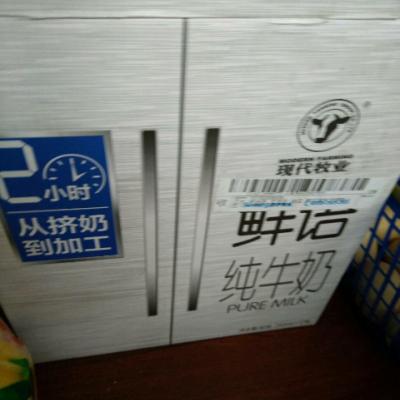 MODERN FARMING
现代牧业
2小时
从挤奶
到加工
鲜诺
纯牛奶
PURE MILK